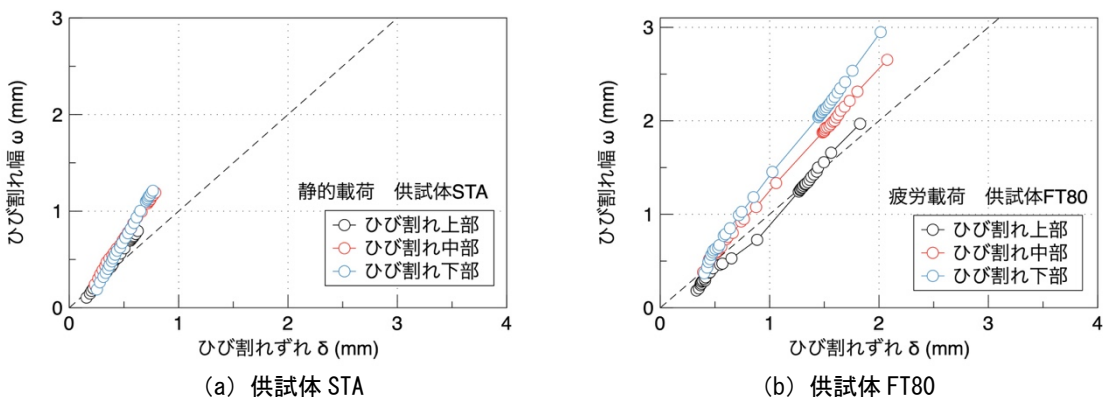 3
2
1
0
0
1
2
3
4
ひび割れ幅 ω (mm)
ひび割れずれ δ (mm)
静的載荷 供試体STA
ひび割れ上部
ひび割れ中部
ひび割れ下部
(a) 供試体 STA
3
2
1
0
0
1
2
3
4
ひび割れ幅 ω (mm)
ひび割れずれ δ (mm)
疲労載荷 供試体FT80
ひび割れ上部
ひび割れ中部
ひび割れ下部
(b) 供試体 FT80